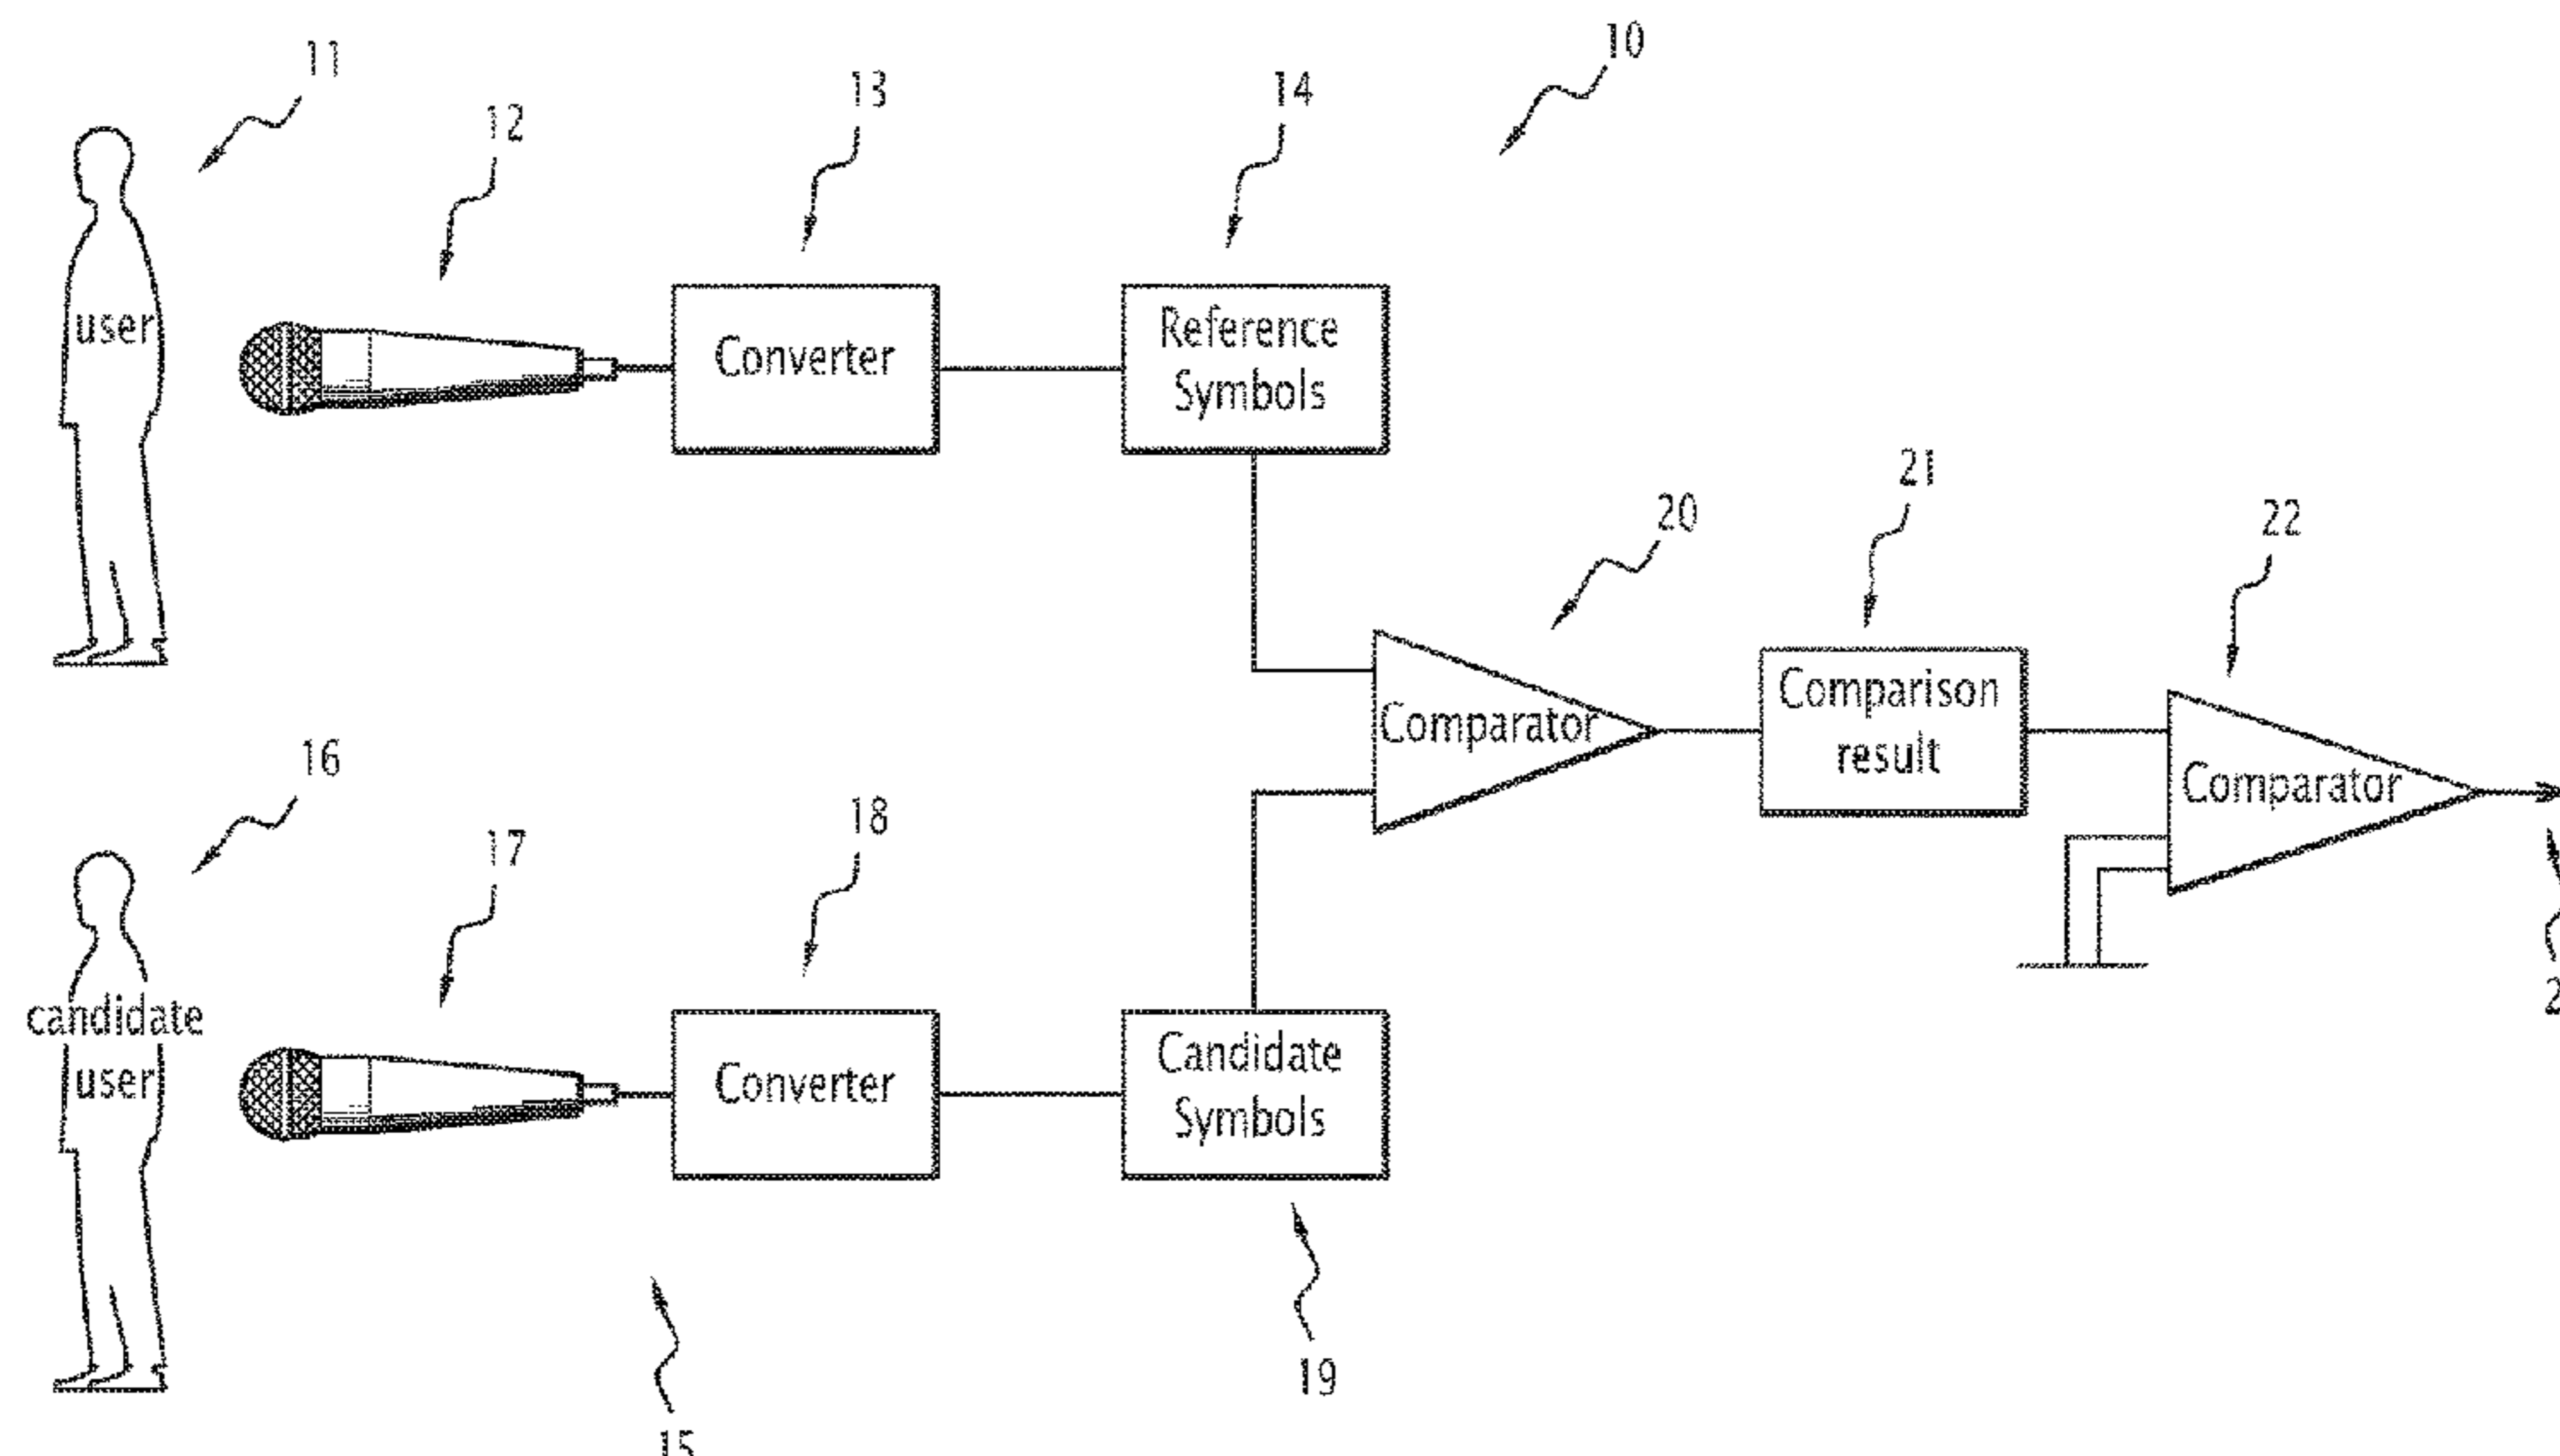 10
11
12
13
14
user
Converter
Reference
Symbols
20
21
22
Comparator
Comparison
result
Comparator
16
17
18
candidate
user
Converter
Candidate
Symbols
19
15